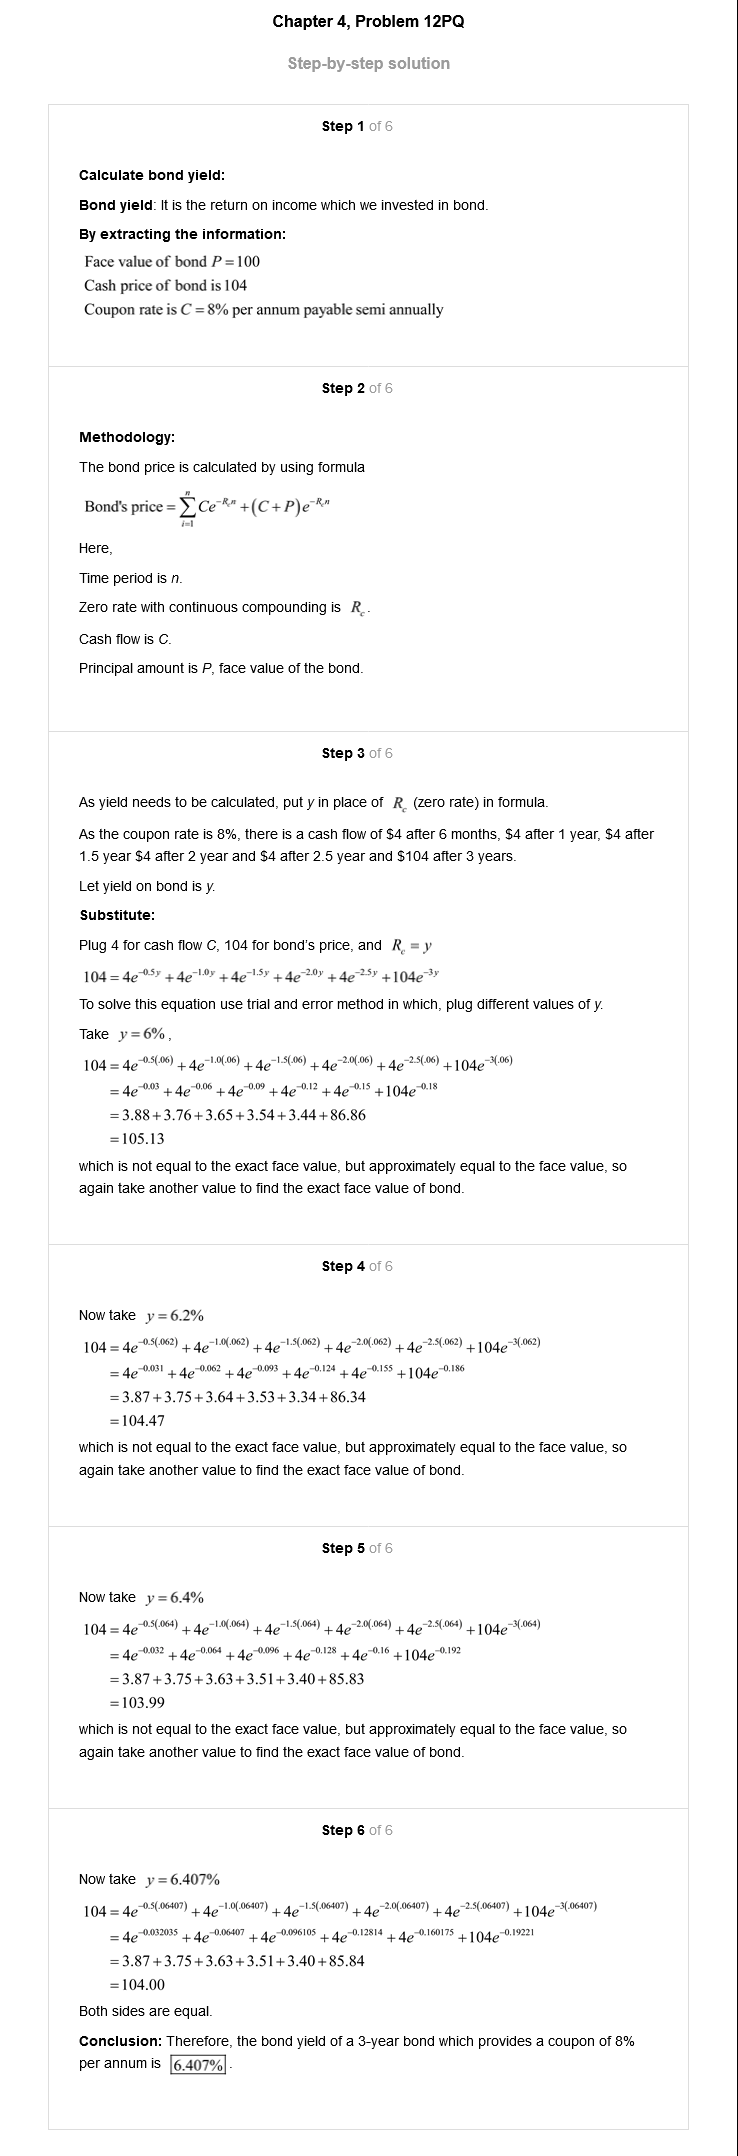 Chapter 4, Problem 12PQ
Step-by-step solution
Step 1 of 6
Calculate bond yield:
Bond yield: It is the return on income which we invested in bond.
By extracting the information:
Face value of bond P = 100
Cash price of bond is 104
Coupon rate is C = 8% per annum payable semi annually
Step 2 of 6
Methodology:
The bond price is calculated by using formula
Bond's price = ∑_{i=1}^{n} Ce^{-R_c n} + (C + P)e^{-R_c n}
Here,
Time period is n.
Zero rate with continuous compounding is R_c.
Cash flow is C.
Principal amount is P, face value of the bond.
Step 3 of 6
As yield needs to be calculated, put y in place of R_c (zero rate) in formula.
As the coupon rate is 8%, there is a cash flow of $4 after 6 months, $4 after 1 year, $4 after
1.5 year $4 after 2 year and $4 after 2.5 year and $104 after 3 years.
Let yield on bond is y.
Substitute:
Plug 4 for cash flow C, 104 for bond's price, and R_c = y
104 = 4e^{-0.5y} + 4e^{-1.0y} + 4e^{-1.5y} + 4e^{-2.0y} + 4e^{-2.5y} + 104e^{-3y}
To solve this equation use trial and error method in which, plug different values of y.
Take y = 6%,
104 = 4e^{-0.5(.06)} + 4e^{-1.0(.06)} + 4e^{-1.5(.06)} + 4e^{-2.0(.06)} + 4e^{-2.5(.06)} + 104e^{-3(.06)}
= 4e^{-0.03} + 4e^{-0.06} + 4e^{-0.09} + 4e^{-0.12} + 4e^{-0.15} + 104e^{-0.18}
= 3.88 + 3.76 + 3.65 + 3.54 + 3.44 + 86.86
= 105.13
which is not equal to the exact face value, but approximately equal to the face value, so
again take another value to find the exact face value of bond.
Step 4 of 6
Now take y = 6.2%
104 = 4e^{-0.5(.062)} + 4e^{-1.0(.062)} + 4e^{-1.5(.062)} + 4e^{-2.0(.062)} + 4e^{-2.5(.062)} + 104e^{-3(.062)}
= 4e^{-0.031} + 4e^{-0.062} + 4e^{-0.093} + 4e^{-0.124} + 4e^{-0.155} + 104e^{-0.186}
= 3.87 + 3.75 + 3.64 + 3.53 + 3.34 + 86.34
= 104.47
which is not equal to the exact face value, but approximately equal to the face value, so
again take another value to find the exact face value of bond.
Step 5 of 6
Now take y = 6.4%
104 = 4e^{-0.5(.064)} + 4e^{-1.0(.064)} + 4e^{-1.5(.064)} + 4e^{-2.0(.064)} + 4e^{-2.5(.064)} + 104e^{-3(.064)}
= 4e^{-0.032} + 4e^{-0.064} + 4e^{-0.096} + 4e^{-0.128} + 4e^{-0.16} + 104e^{-0.192}
= 3.87 + 3.75 + 3.63 + 3.51 + 3.40 + 85.83
= 103.99
which is not equal to the exact face value, but approximately equal to the face value, so
again take another value to find the exact face value of bond.
Step 6 of 6
Now take y = 6.407%
104 = 4e^{-0.5(.06407)} + 4e^{-1.0(.06407)} + 4e^{-1.5(.06407)} + 4e^{-2.0(.06407)} + 4e^{-2.5(.06407)} + 104e^{-3(.06407)}
= 4e^{-0.032035} + 4e^{-0.06407} + 4e^{-0.096105} + 4e^{-0.12814} + 4e^{-0.160175} + 104e^{-0.19221}
= 3.87 + 3.75 + 3.63 + 3.51 + 3.40 + 85.84
= 104.00
Both sides are equal.
Conclusion: Therefore, the bond yield of a 3-year bond which provides a coupon of 8%
per annum is 6.407%.